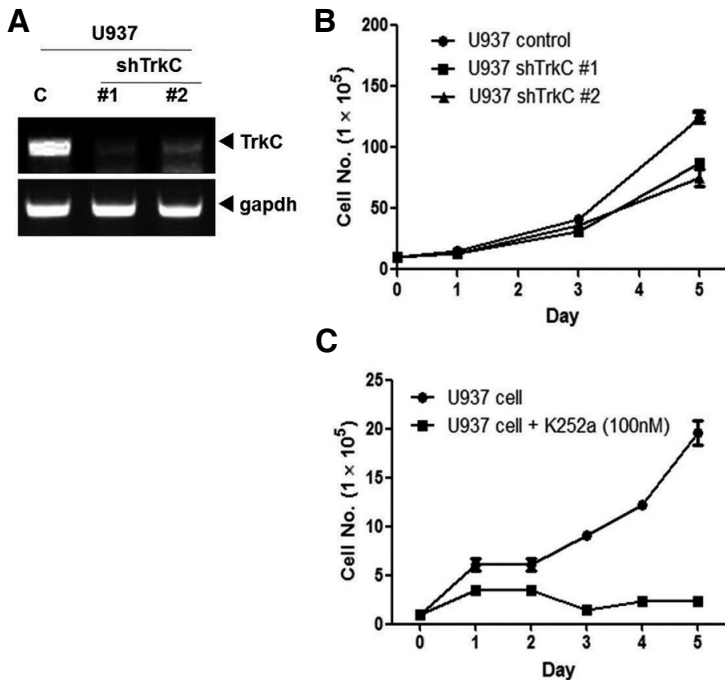 A
U937
shTrkC
C #1 #2
TrkC
gapdh
B
U937 control
U937 shTrkC #1
U937 shTrkC #2
Cell No. (1 × 10⁵)
200
150
100
50
0
0 1 2 3 4 5
Day
C
U937 cell
U937 cell + K252a (100nM)
Cell No. (1 × 10⁵)
25
20
15
10
5
0
0 1 2 3 4 5
Day